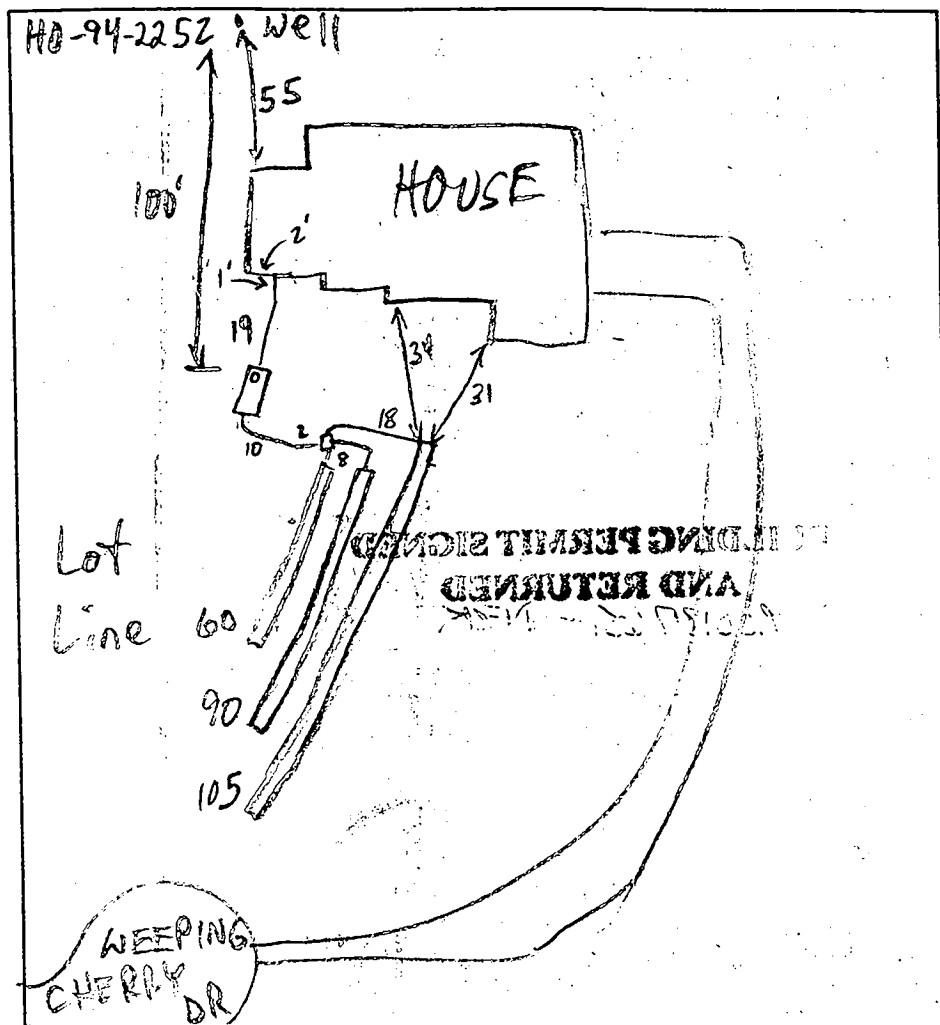 HO-94-2252 Well
55
100'
HOUSE
2'
1'
19
34
31
18
10
2
8
BUILDING PERMIT SIGNED
AND RETURNED
Lot
Line
60
90
105
WEEPING
CHERRY
DR